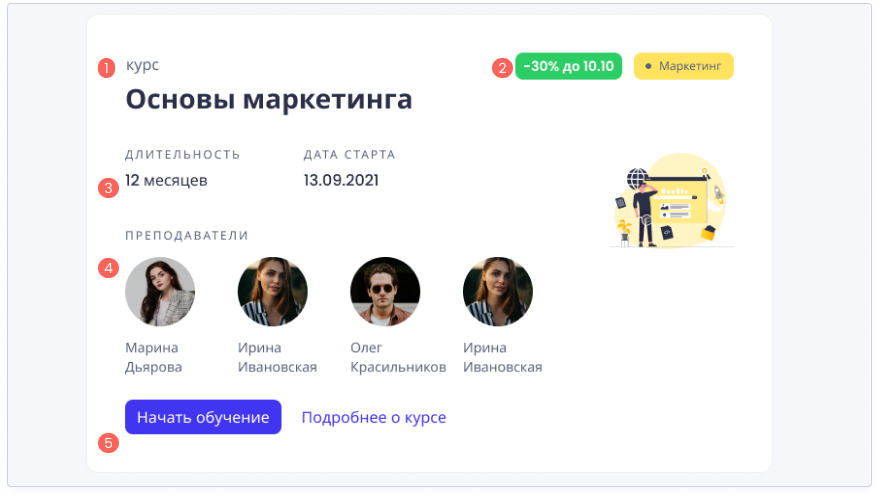 1 курс
2 -30% до 10.10 Маркетинг
Основы маркетинга
ДЛИТЕЛЬНОСТЬ ДАТА СТАРТА
3 12 месяцев 13.09.2021
ПРЕПОДАВАТЕЛИ
4
Марина Ирина Олег Ирина
Дьярова Ивановская Красильников Ивановская
Начать обучение Подробнее о курсе
5